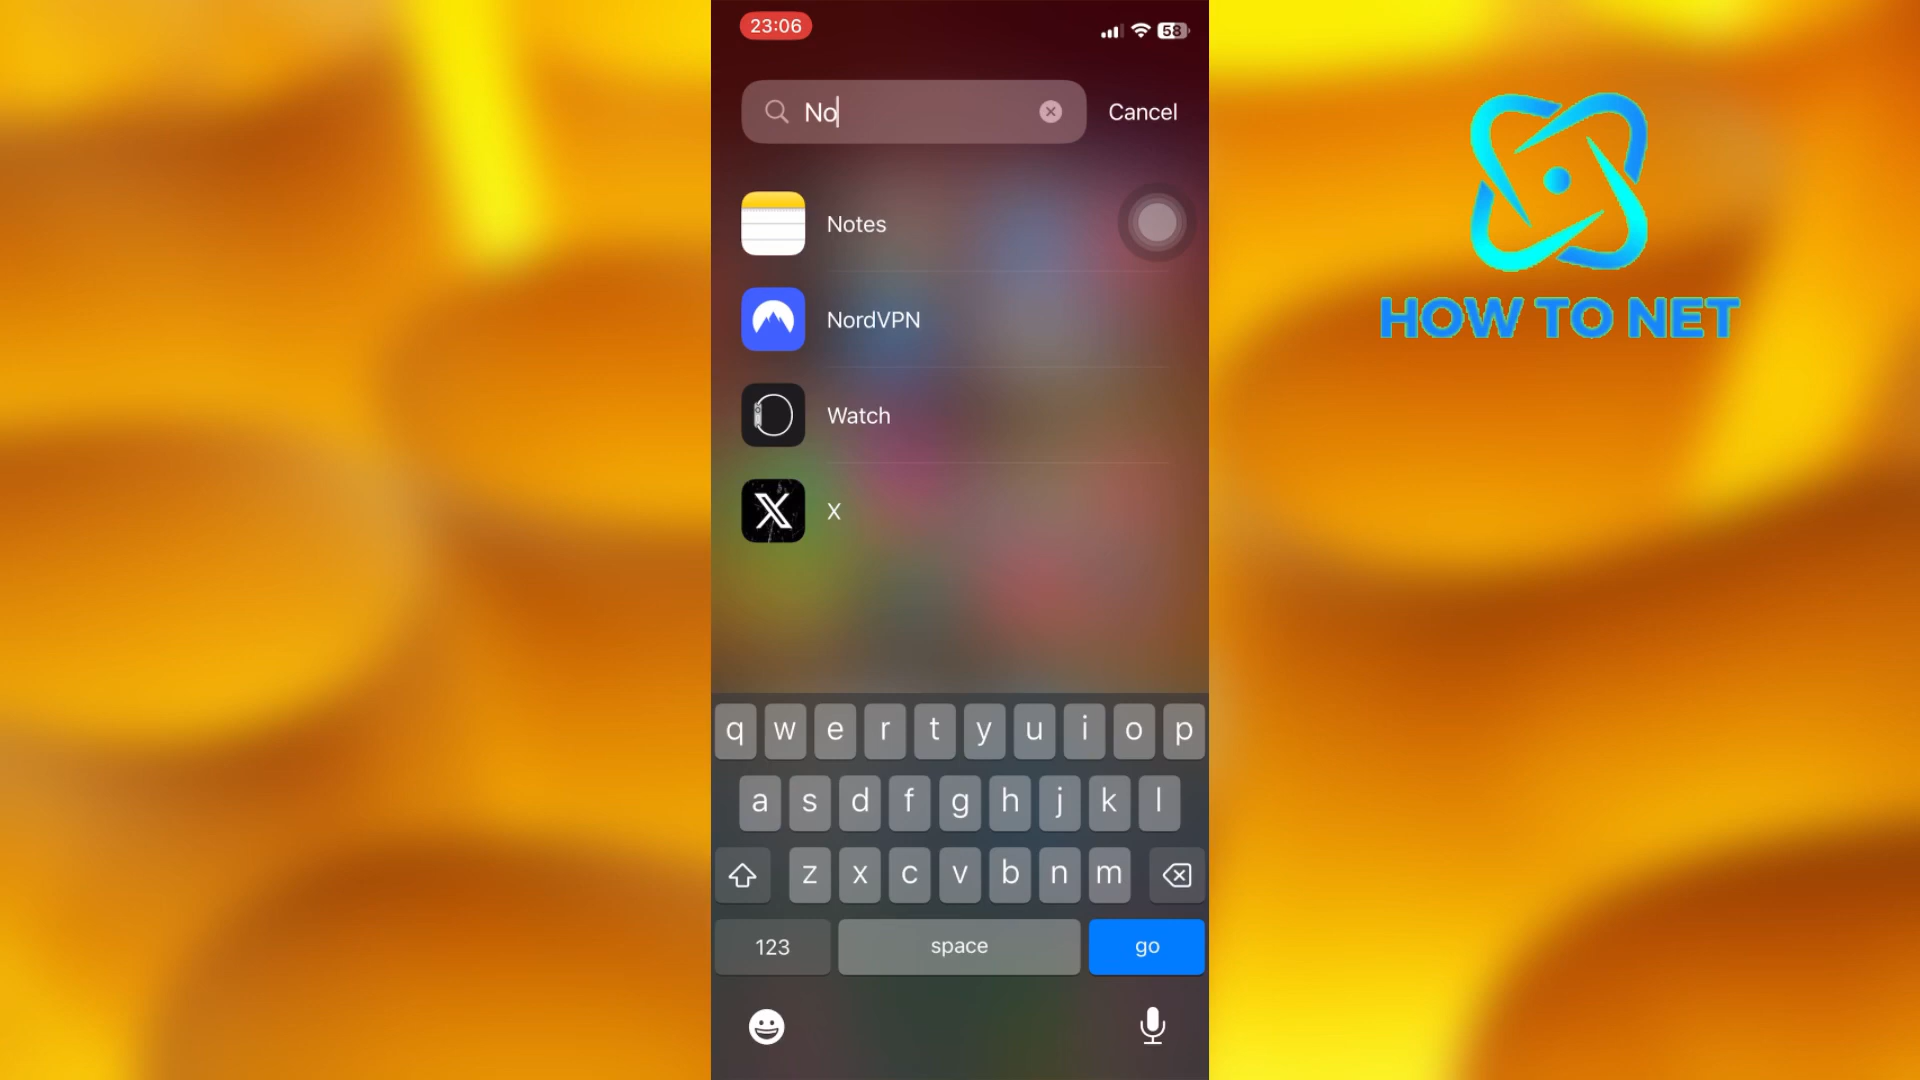 23:06
58
No
Cancel
Notes
NordVPN
Watch
X
q w e r t y u i o p
a s d f g h j k l
z x c v b n m
123 space go
HOW TO NET